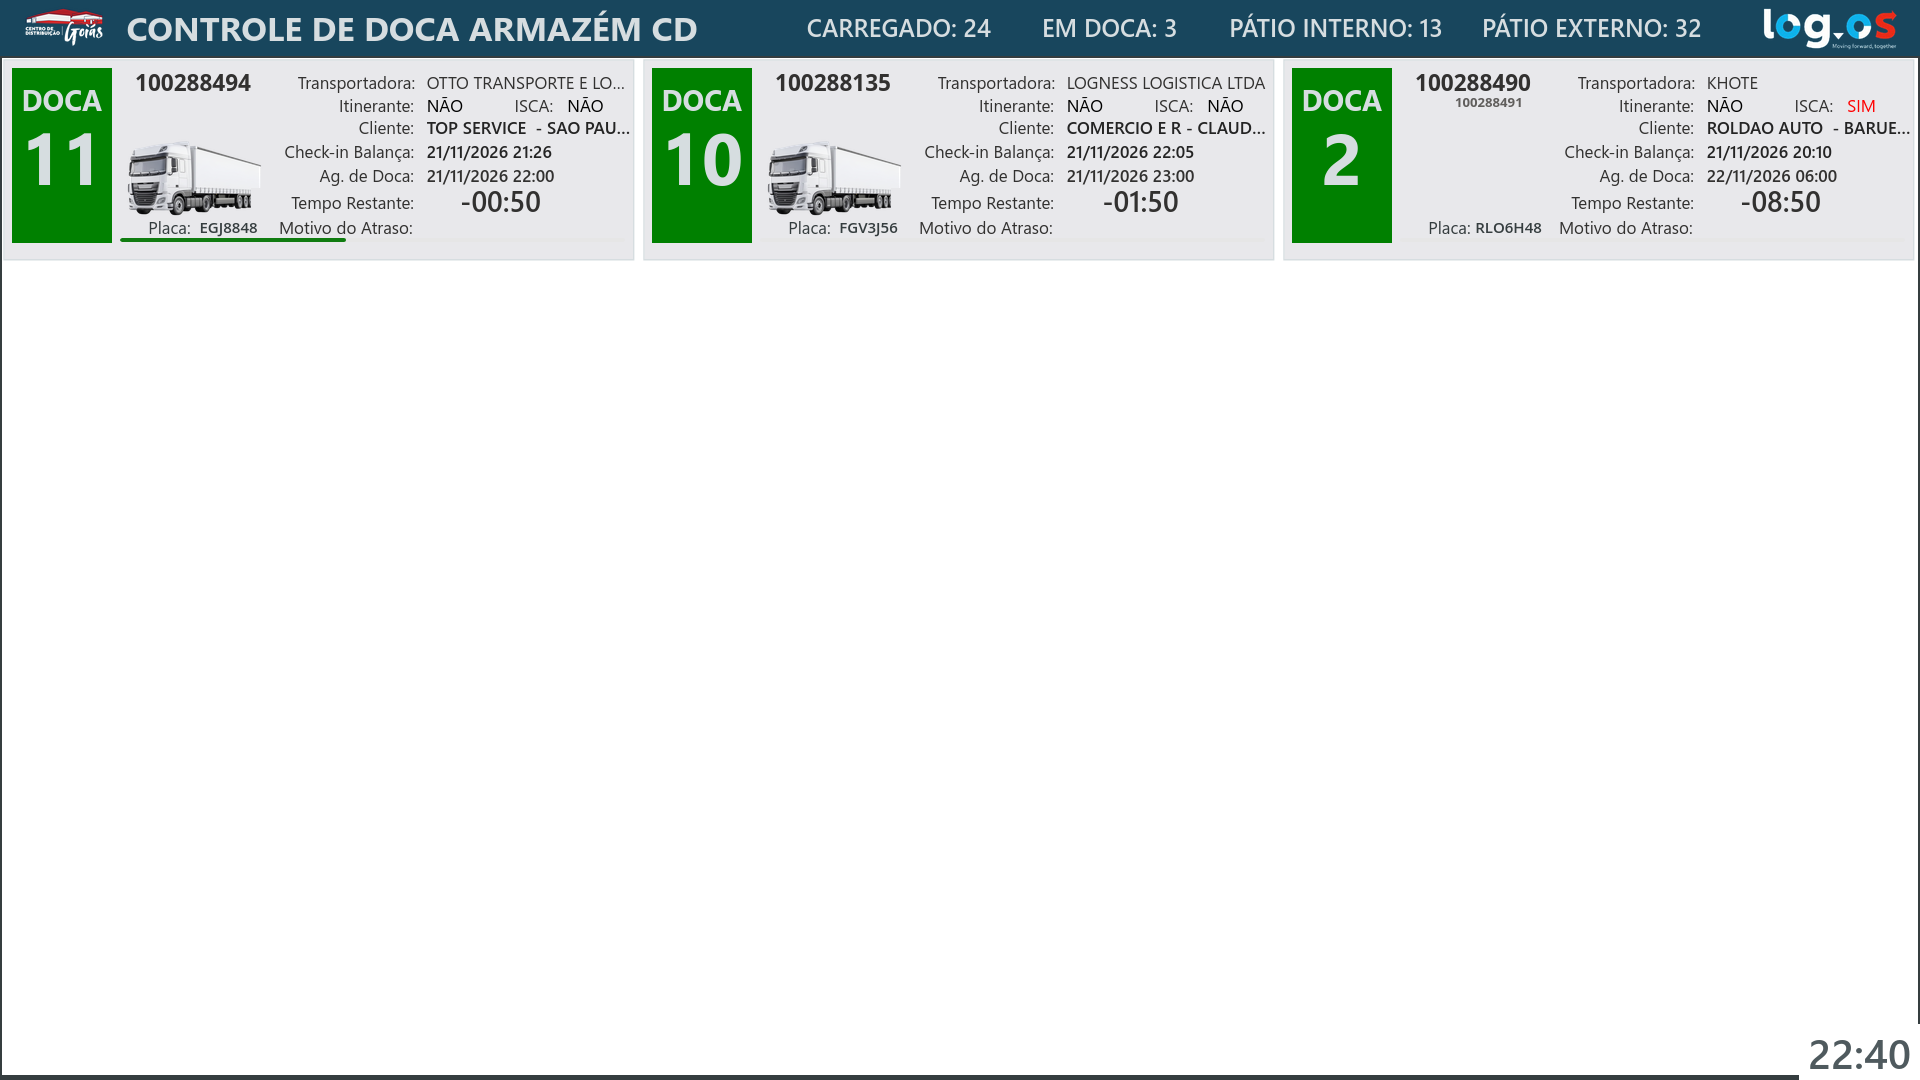 CENTRO DE DISTRIBUIÇÃO Goiás
CONTROLE DE DOCA ARMAZÉM CD
CARREGADO: 24
EM DOCA: 3
PÁTIO INTERNO: 13
PÁTIO EXTERNO: 32
log.os
Moving forward, together
DOCA
11
100288494
Transportadora: OTTO TRANSPORTE E LO...
Itinerante: NÃO ISCA: NÃO
Cliente: TOP SERVICE - SAO PAU...
Check-in Balança: 21/11/2026 21:26
Ag. de Doca: 21/11/2026 22:00
Tempo Restante: -00:50
Placa: EGJ8848
Motivo do Atraso:
DOCA
10
100288135
Transportadora: LOGNESS LOGISTICA LTDA
Itinerante: NÃO ISCA: NÃO
Cliente: COMERCIO E R - CLAUD...
Check-in Balança: 21/11/2026 22:05
Ag. de Doca: 21/11/2026 23:00
Tempo Restante: -01:50
Placa: FGV3J56
Motivo do Atraso:
DOCA
2
100288490
100288491
Transportadora: KHOTE
Itinerante: NÃO ISCA: SIM
Cliente: ROLDAO AUTO - BARUE...
Check-in Balança: 21/11/2026 20:10
Ag. de Doca: 22/11/2026 06:00
Tempo Restante: -08:50
Placa: RLO6H48
Motivo do Atraso:
22:40